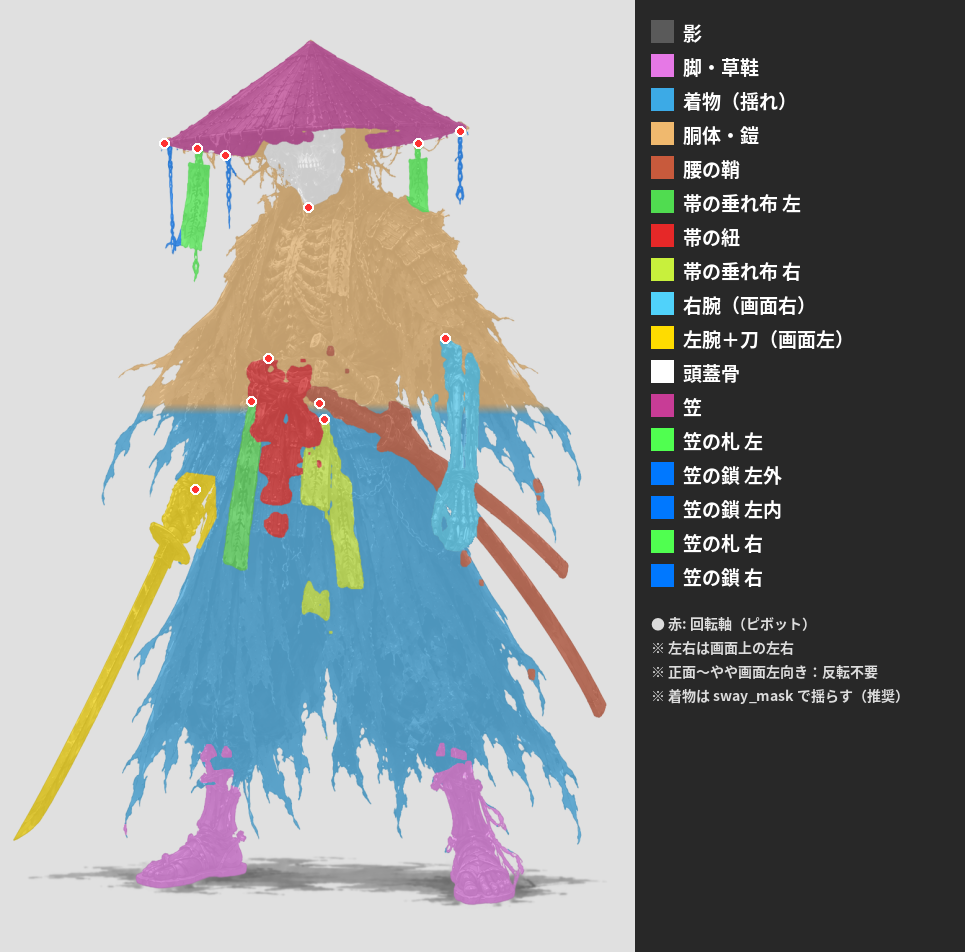 影
脚・草鞋
着物（揺れ）
胴体・鎧
腰の鞘
帯の垂れ布 左
帯の紐
帯の垂れ布 右
右腕（画面右）
左腕＋刀（画面左）
頭蓋骨
笠
笠の札 左
笠の鎖 左外
笠の鎖 左内
笠の札 右
笠の鎖 右
● 赤: 回転軸（ピボット）
※ 左右は画面上の左右
※ 正面〜やや画面左向き：反転不要
※ 着物は sway_mask で揺らす（推奨）